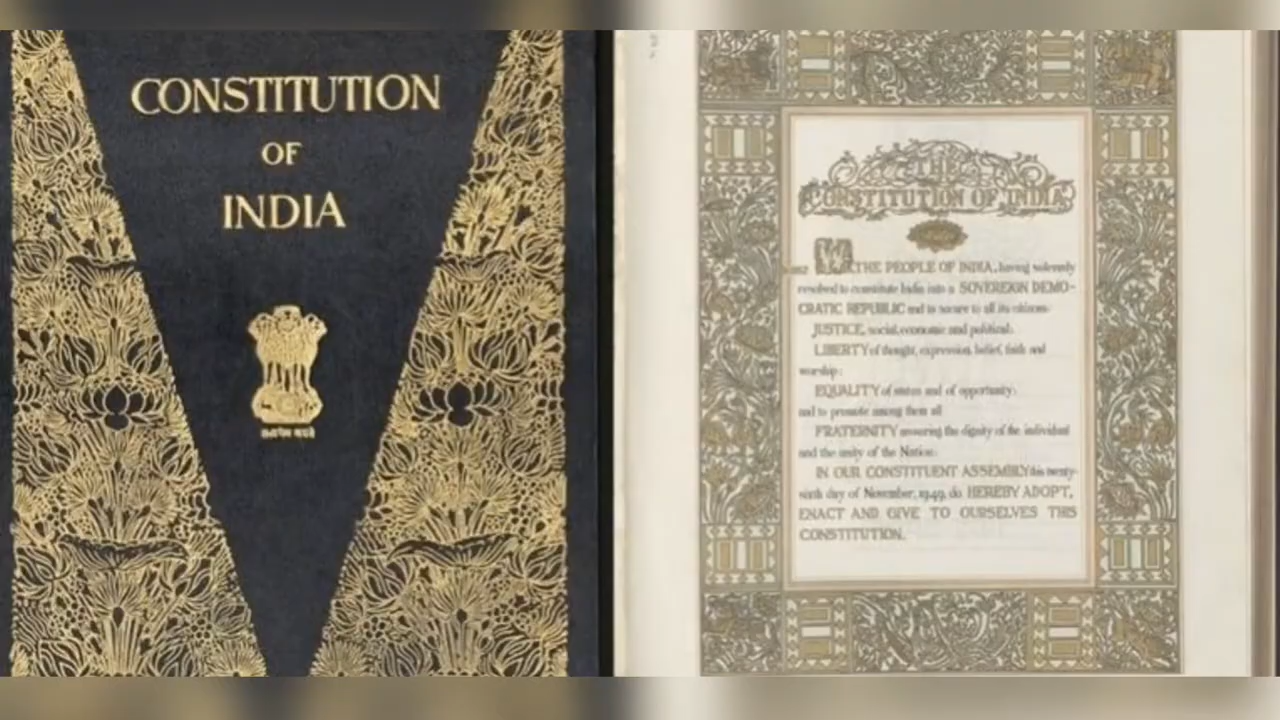 CONSTITUTION
OF
INDIA
THE
CONSTITUTION OF INDIA
WE, THE PEOPLE OF INDIA, having solemnly
resolved to constitute India into a SOVEREIGN DEMO-
CRATIC REPUBLIC and to secure to all its citizens:
JUSTICE, social, economic and political;
LIBERTY of thought, expression, belief, faith and
worship;
EQUALITY of status and of opportunity;
and to promote among them all
FRATERNITY assuring the dignity of the individual
and the unity of the Nation;
IN OUR CONSTITUENT ASSEMBLY this twenty-
sixth day of November, 1949, do HEREBY ADOPT,
ENACT AND GIVE TO OURSELVES THIS
CONSTITUTION.